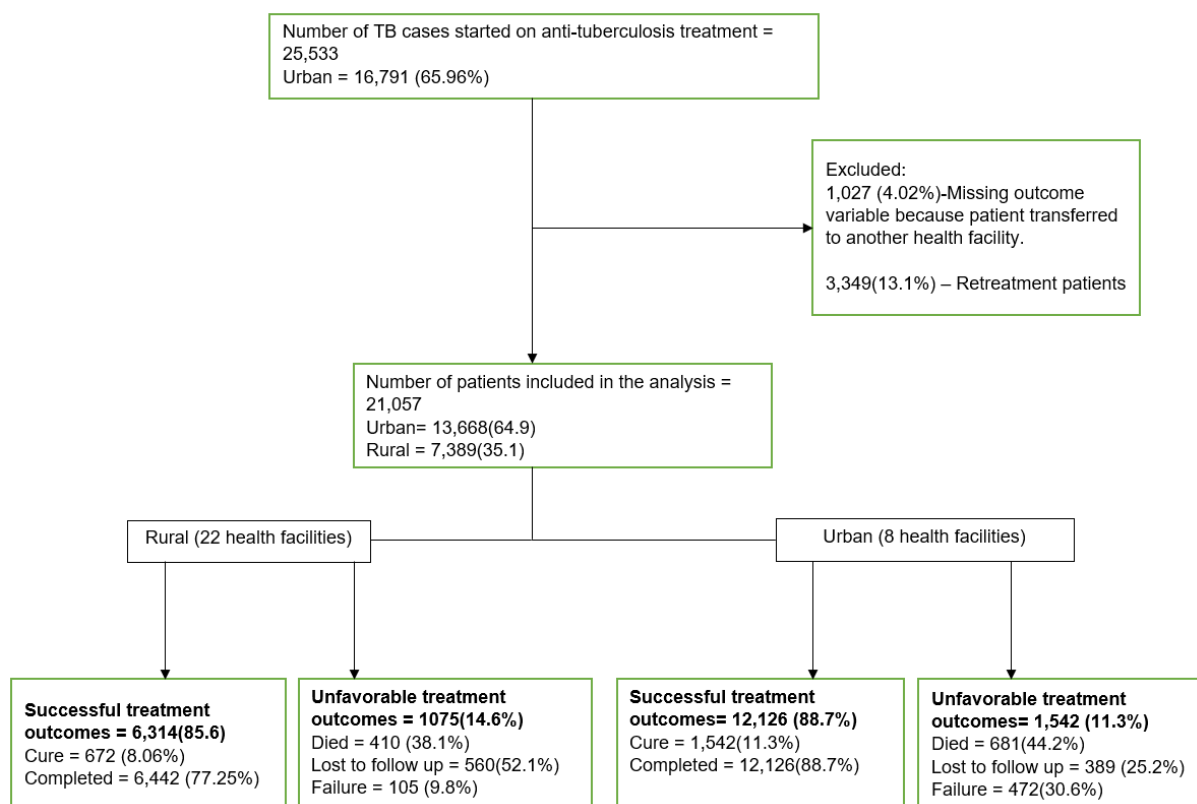 Number of TB cases started on anti-tuberculosis treatment =
25,533
Urban = 16,791 (65.96%)
Excluded:
1,027 (4.02%)-Missing outcome
variable because patient transferred
to another health facility.
3,349(13.1%) – Retreatment patients
Number of patients included in the analysis =
21,057
Urban= 13,668(64.9)
Rural = 7,389(35.1)
Rural (22 health facilities)
Urban (8 health facilities)
Successful treatment
outcomes = 6,314(85.6)
Cure = 672 (8.06%)
Completed = 6,442 (77.25%)
Unfavorable treatment
outcomes = 1075(14.6%)
Died = 410 (38.1%)
Lost to follow up = 560(52.1%)
Failure = 105 (9.8%)
Successful treatment
outcomes= 12,126 (88.7%)
Cure = 1,542(11.3%)
Completed = 12,126(88.7%)
Unfavorable treatment
outcomes= 1,542 (11.3%)
Died = 681(44.2%)
Lost to follow up = 389 (25.2%)
Failure = 472(30.6%)